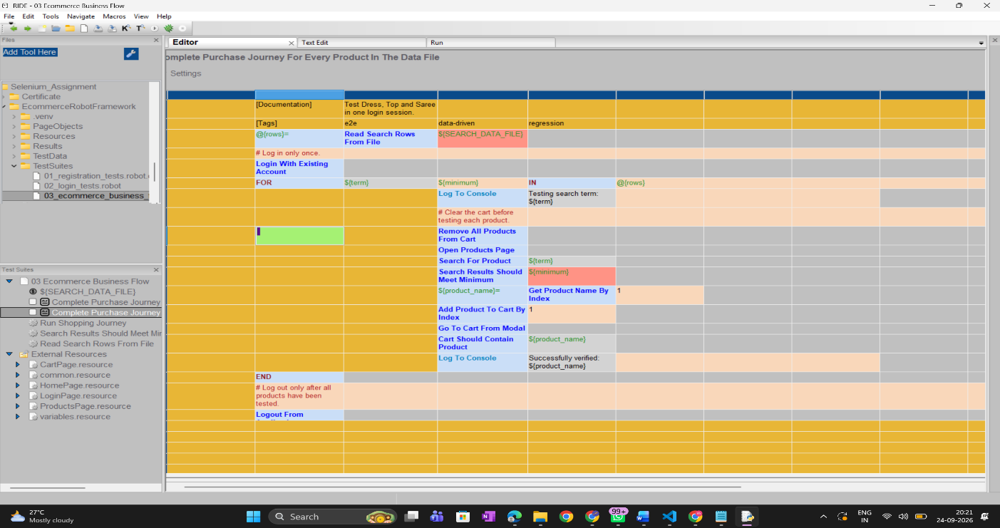 RIDE - 03 Ecommerce Business Flow
File Edit Tools Navigate Macros View Help
Files
Add Tool Here
Selenium_Assignment
Certificate
EcommerceRobotFramework
.venv
PageObjects
Resources
Results
TestData
TestSuites
01_registration_tests.robot.
02_login_tests.robot
03_ecommerce_business_
Test Suites
03 Ecommerce Business Flow
${SEARCH_DATA_FILE}
Complete Purchase Journey
Complete Purchase Journey
Run Shopping Journey
Search Results Should Meet Mir
Read Search Rows From File
External Resources
CartPage.resource
common.resource
HomePage.resource
LoginPage.resource
ProductsPage.resource
variables.resource
Editor Text Edit Run
omplete Purchase Journey For Every Product In The Data File
Settings
[Documentation] Test Dress, Top and Saree
in one login session.
[Tags] e2e data-driven regression
@{rows}= Read Search Rows ${SEARCH_DATA_FILE}
From File
# Log in only once.
Login With Existing
Account
FOR ${term} ${minimum} IN @{rows}
Log To Console Testing search term:
${term}
# Clear the cart before
testing each product.
Remove All Products
From Cart
Open Products Page
Search For Product ${term}
Search Results Should ${minimum}
Meet Minimum
${product_name}= Get Product Name By 1
Index
Add Product To Cart By 1
Index
Go To Cart From Modal
Cart Should Contain ${product_name}
Product
Log To Console Successfully verified:
${product_name}
END
# Log out only after all
products have been
tested.
Logout From
27°C
Mostly cloudy
Search
99+
ENG
IN
20:21
24-09-2026